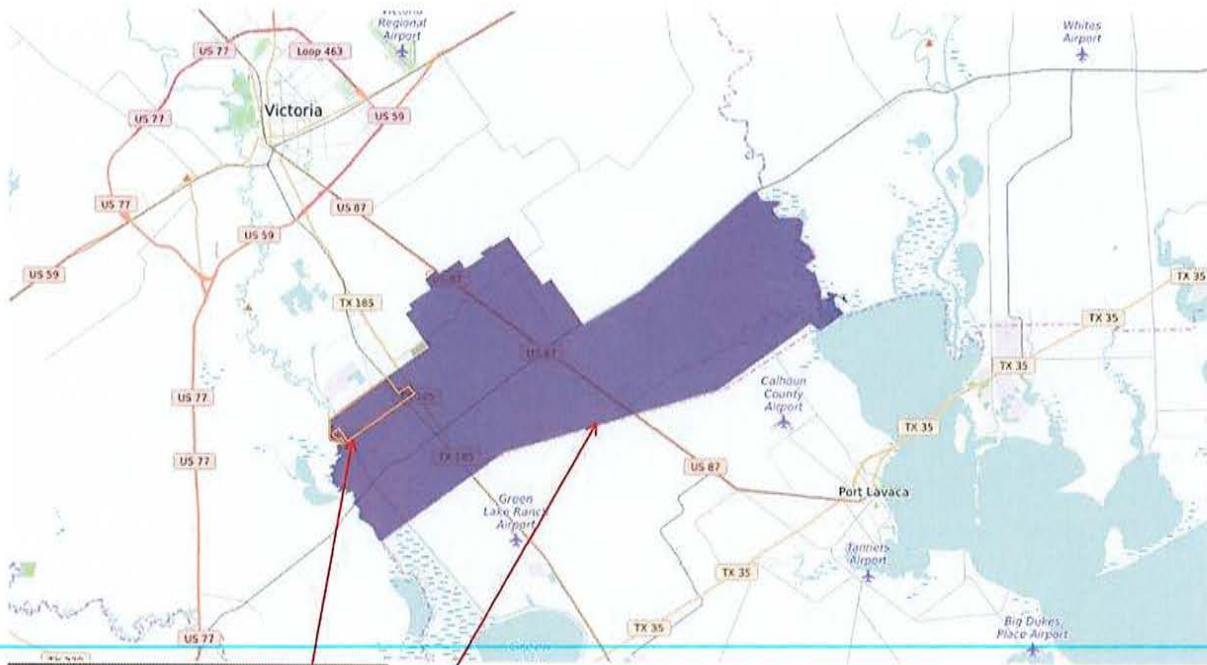 Regional
Airport
Whites
Airport
US 77
Loop 463
Victoria
US 77
US 59
US 77
US 87
US 59
US 59
TX 185
TX 35
TX 35
US 87
TX 35
Calhoun
County
Airport
US 77
TX 35
US 77
TX 185
US 87
Port Lavaca
Green
Lake Ranch
Airport
Tanners
Airport
TX 35
US 77
TX 35
Big Dukes
Place Airport